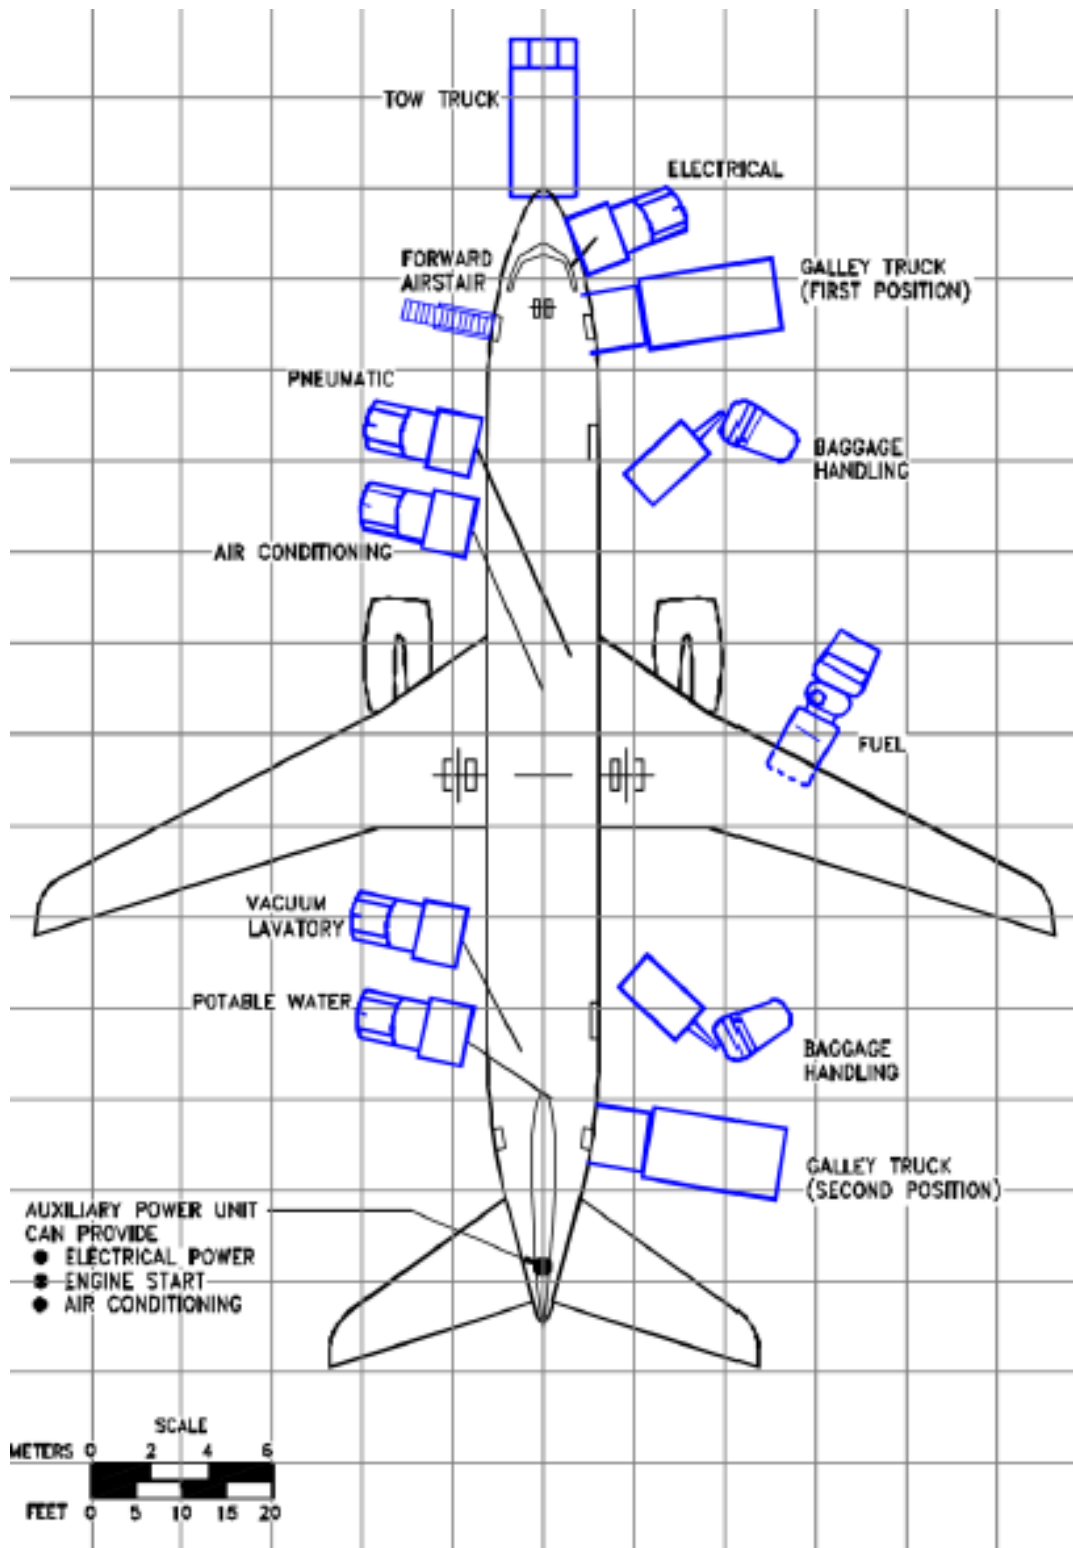 TOW TRUCK
ELECTRICAL
FORWARD
AIRSTAIR
GALLEY TRUCK
(FIRST POSITION)
PNEUMATIC
BAGGAGE
HANDLING
AIR CONDITIONING
FUEL
VACUUM
LAVATORY
POTABLE WATER
BAGGAGE
HANDLING
GALLEY TRUCK
(SECOND POSITION)
AUXILIARY POWER UNIT
CAN PROVIDE
● ELECTRICAL POWER
● ENGINE START
● AIR CONDITIONING
SCALE
METERS 0 2 4 6
FEET 0 5 10 15 20